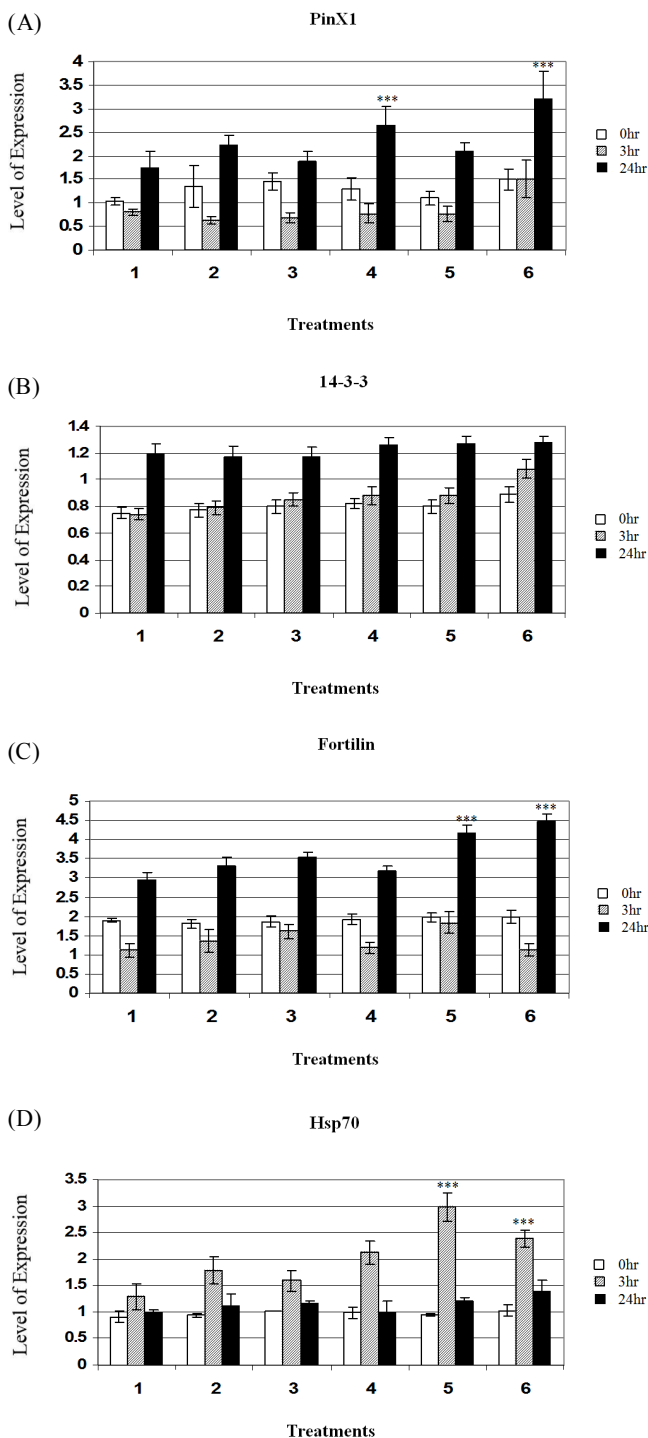 (A)
PinX1
Level of Expression
4
3.5
3
2.5
2
1.5
1
0.5
0
***
***
0hr
3hr
24hr
1 2 3 4 5 6
Treatments
(B)
14-3-3
Level of Expression
1.4
1.2
1
0.8
0.6
0.4
0.2
0
0hr
3hr
24hr
1 2 3 4 5 6
Treatments
(C)
Fortilin
Level of Expression
5
4.5
4
3.5
3
2.5
2
1.5
1
0.5
0
***
***
0hr
3hr
24hr
1 2 3 4 5 6
Treatments
(D)
Hsp70
Level of Expression
3.5
3
2.5
2
1.5
1
0.5
0
***
***
0hr
3hr
24hr
1 2 3 4 5 6
Treatments